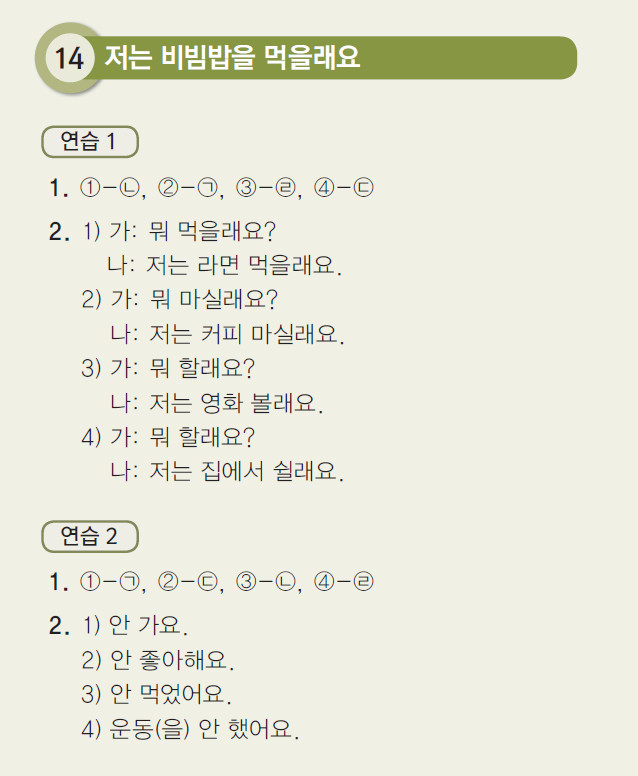 14 저는 비빔밥을 먹을래요
연습 1
1. ①-㉡, ②-㉠, ③-㉣, ④-㉢
2. 1) 가: 뭐 먹을래요?
나: 저는 라면 먹을래요.
2) 가: 뭐 마실래요?
나: 저는 커피 마실래요.
3) 가: 뭐 할래요?
나: 저는 영화 볼래요.
4) 가: 뭐 할래요?
나: 저는 집에서 쉴래요.
연습 2
1. ①-㉠, ②-㉢, ③-㉡, ④-㉣
2. 1) 안 가요.
2) 안 좋아해요.
3) 안 먹었어요.
4) 운동(을) 안 했어요.